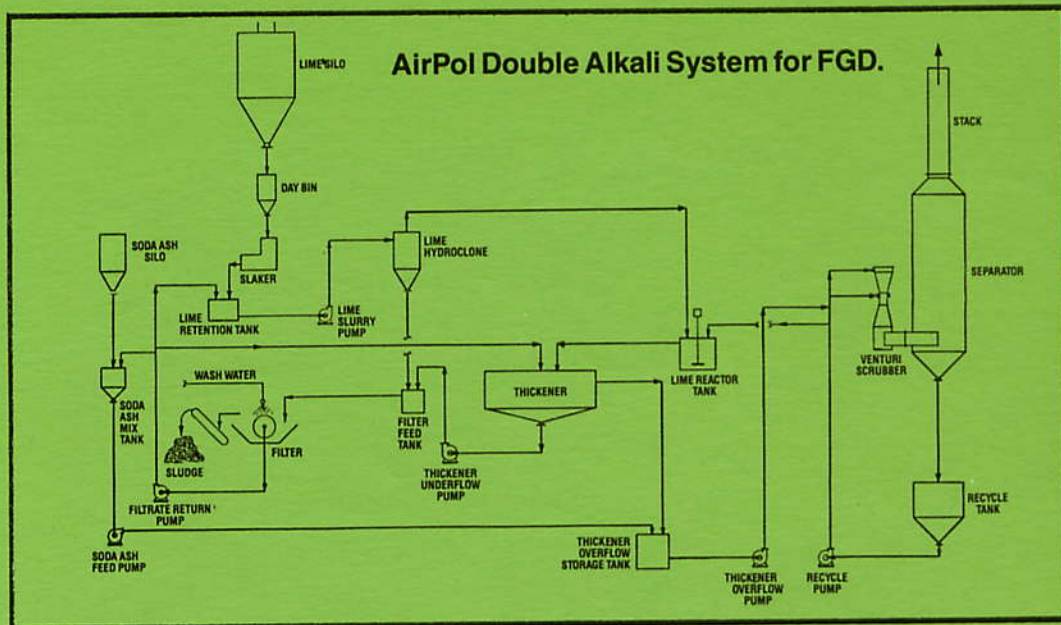 AirPol Double Alkali System for FGD.
LIME SILO
STACK
DAY BIN
SODA ASH
SILO
LIME
HYDROCLONE
SLAKER
SEPARATOR
LIME
RETENTION TANK
LIME
SLURRY
PUMP
VENTURI
SCRUBBER
WASH WATER
THICKENER
LIME REACTOR
TANK
SODA
ASH
MIX
TANK
FILTER
FEED
TANK
SLUDGE
FILTER
THICKENER
UNDERFLOW
PUMP
RECYCLE
TANK
FILTRATE RETURN
PUMP
SODA ASH
FEED PUMP
THICKENER
OVERFLOW
STORAGE TANK
THICKENER
OVERFLOW
PUMP
RECYCLE
PUMP